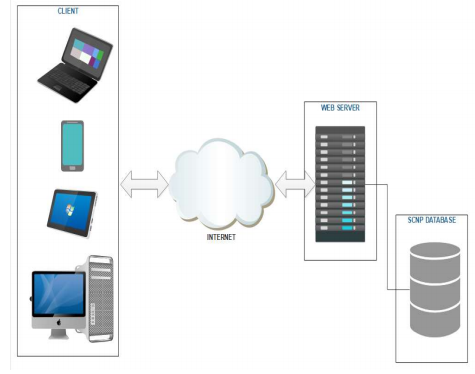 CLIENT
WEB SERVER
INTERNET
SCNP DATABASE